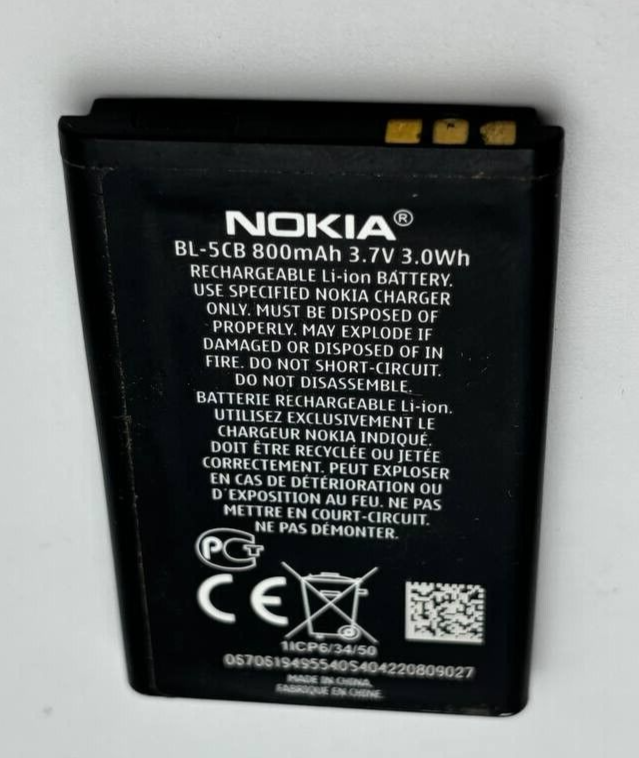 NOKIA®
BL-5CB 800mAh 3.7V 3.0Wh
RECHARGEABLE Li-ion BATTERY.
USE SPECIFIED NOKIA CHARGER
ONLY. MUST BE DISPOSED OF
PROPERLY. MAY EXPLODE IF
DAMAGED OR DISPOSED OF IN
FIRE. DO NOT SHORT-CIRCUIT.
DO NOT DISASSEMBLE.
BATTERIE RECHARGEABLE Li-ion.
UTILISEZ EXCLUSIVEMENT LE
CHARGEUR NOKIA INDIQUÉ.
DOIT ÊTRE RECYCLÉE OU JETÉE
CORRECTEMENT. PEUT EXPLOSER
EN CAS DE DÉTÉRIORATION OU
D'EXPOSITION AU FEU. NE PAS
METTRE EN COURT-CIRCUIT.
NE PAS DÉMONTER.
PCT
CE
1ICP6/34/50
0670619495540S404220809027
MADE IN CHINA.
FABRIQUÉ EN CHINE.